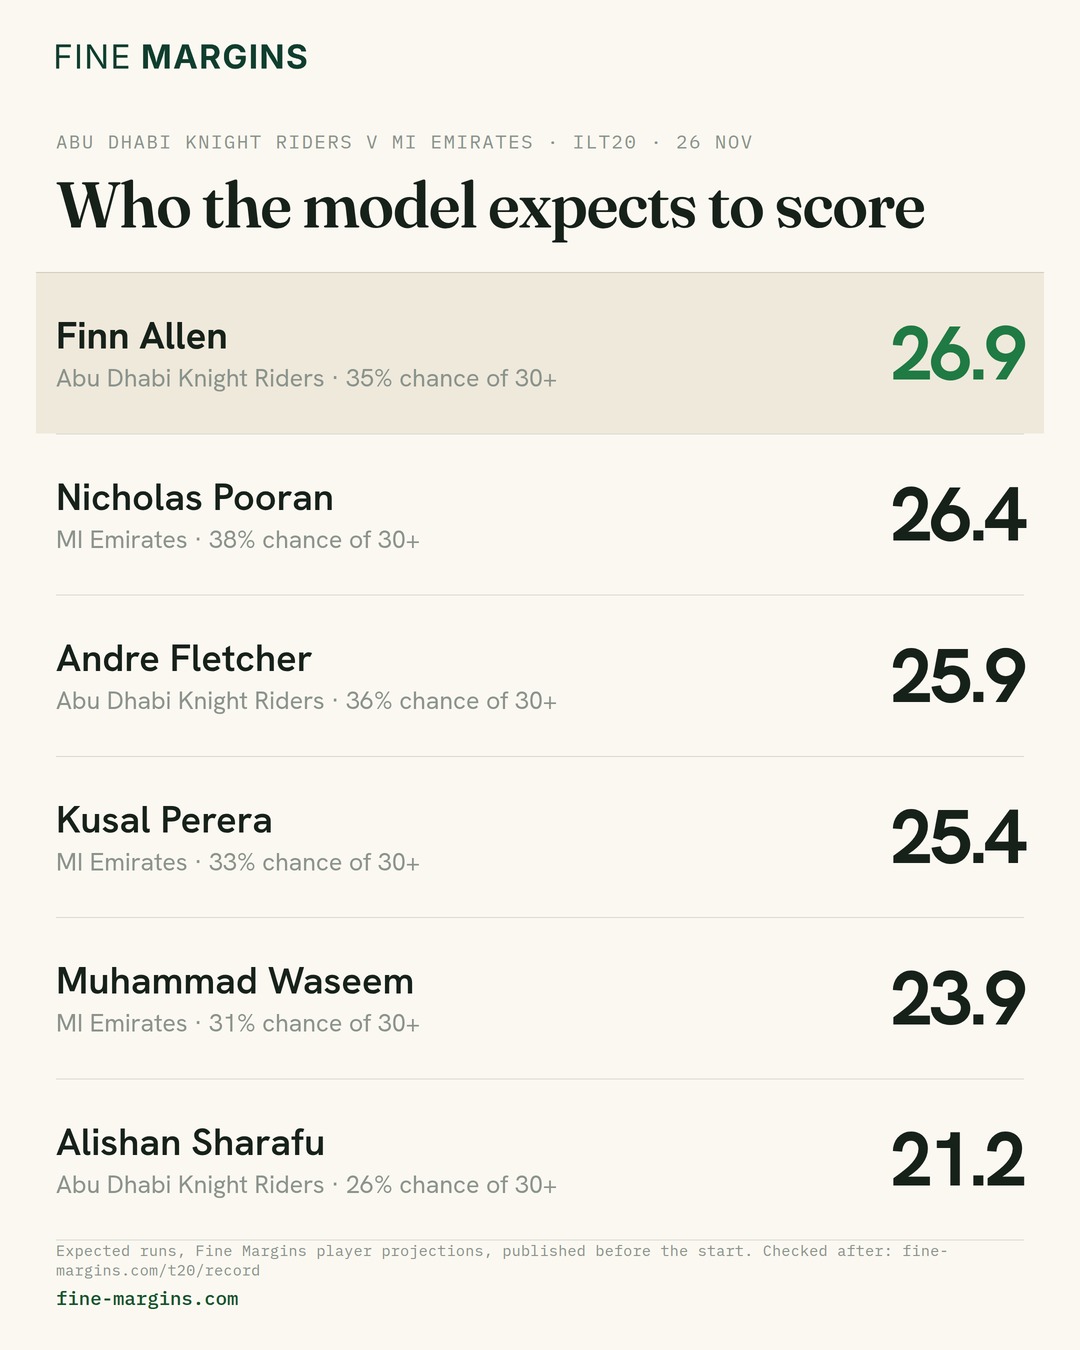 FINE MARGINS
ABU DHABI KNIGHT RIDERS V MI EMIRATES · ILT20 · 26 NOV
Who the model expects to score
Finn Allen
Abu Dhabi Knight Riders · 35% chance of 30+
26.9
Nicholas Pooran
MI Emirates · 38% chance of 30+
26.4
Andre Fletcher
Abu Dhabi Knight Riders · 36% chance of 30+
25.9
Kusal Perera
MI Emirates · 33% chance of 30+
25.4
Muhammad Waseem
MI Emirates · 31% chance of 30+
23.9
Alishan Sharafu
Abu Dhabi Knight Riders · 26% chance of 30+
21.2
Expected runs, Fine Margins player projections, published before the start. Checked after: fine-
margins.com/t20/record
fine-margins.com